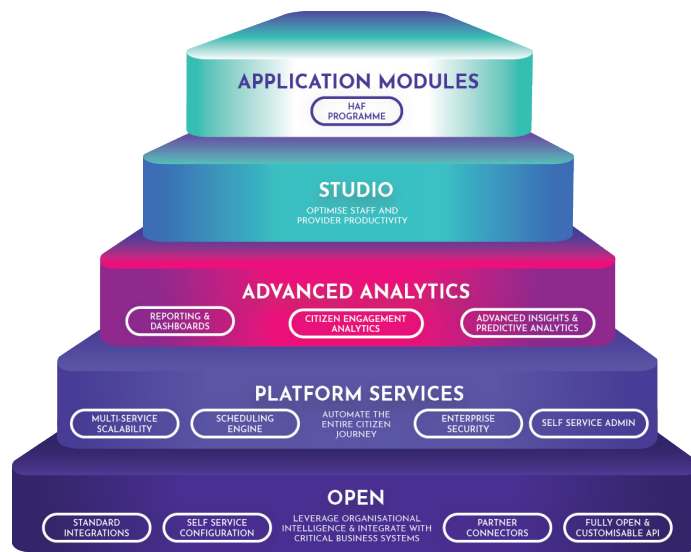 APPLICATION MODULES
HAF
PROGRAMME
STUDIO
OPTIMISE STAFF AND
PROVIDER PRODUCTIVITY
ADVANCED ANALYTICS
REPORTING &
DASHBOARDS
CITIZEN ENGAGEMENT
ANALYTICS
ADVANCED INSIGHTS &
PREDICTIVE ANALYTICS
PLATFORM SERVICES
MULTI-SERVICE
SCALABILITY
SCHEDULING
ENGINE
AUTOMATE THE
ENTIRE CITIZEN
JOURNEY
ENTERPRISE
SECURITY
SELF SERVICE ADMIN
OPEN
STANDARD
INTEGRATIONS
SELF SERVICE
CONFIGURATION
LEVERAGE ORGANISATIONAL
INTELLIGENCE & INTEGRATE WITH
CRITICAL BUSINESS SYSTEMS
PARTNER
CONNECTORS
FULLY OPEN &
CUSTOMISABLE API